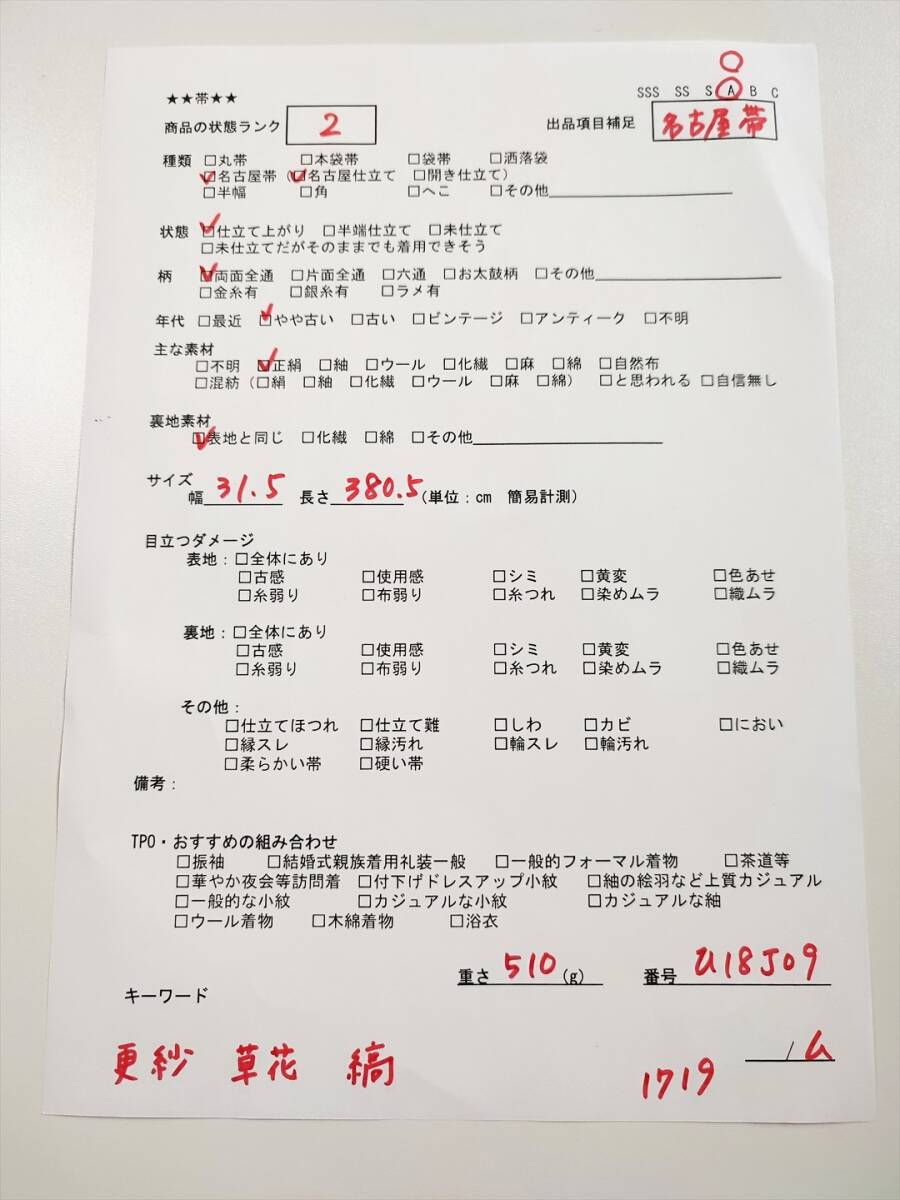 ★★帯★★
SSS SS S A B C
商品の状態ランク 2 出品項目補足 名古屋帯
種類 □丸帯 □本袋帯 □袋帯 □洒落袋
□名古屋帯(□名古屋仕立て □開き仕立て)
□半幅 □角 □へこ □その他
状態 □仕立て上がり □半端仕立て □未仕立て
□未仕立てだがそのままでも着用できそう
柄 □両面全通 □片面全通 □六通 □お太鼓柄 □その他
□金糸有 □銀糸有 □ラメ有
年代 □最近 □やや古い □古い □ビンテージ □アンティーク □不明
主な素材
□不明 □正絹 □紬 □ウール □化繊 □麻 □綿 □自然布
□混紡(□絹 □紬 □化繊 □ウール □麻 □綿) □と思われる □自信無し
裏地素材
□表地と同じ □化繊 □綿 □その他
サイズ
幅 31.5 長さ 380.5 (単位:cm 簡易計測)
目立つダメージ
表地:□全体にあり
□古感 □使用感 □シミ □黄変 □色あせ
□糸弱り □布弱り □糸つれ □染めムラ □織ムラ
裏地:□全体にあり
□古感 □使用感 □シミ □黄変 □色あせ
□糸弱り □布弱り □糸つれ □染めムラ □織ムラ
その他:
□仕立てほつれ □仕立て難 □しわ □カビ □におい
□縁スレ □縁汚れ □輪スレ □輪汚れ
□柔らかい帯 □硬い帯
備考:
TPO・おすすめの組み合わせ
□振袖 □結婚式親族着用礼装一般 □一般的フォーマル着物 □茶道等
□華やか夜会等訪問着 □付下げドレスアップ小紋 □紬の絵羽など上質カジュアル
□一般的な小紋 □カジュアルな小紋 □カジュアルな紬
□ウール着物 □木綿着物 □浴衣
重さ 510 (g) 番号 U18J09
キーワード
更紗 草花 縞
1719 /ム